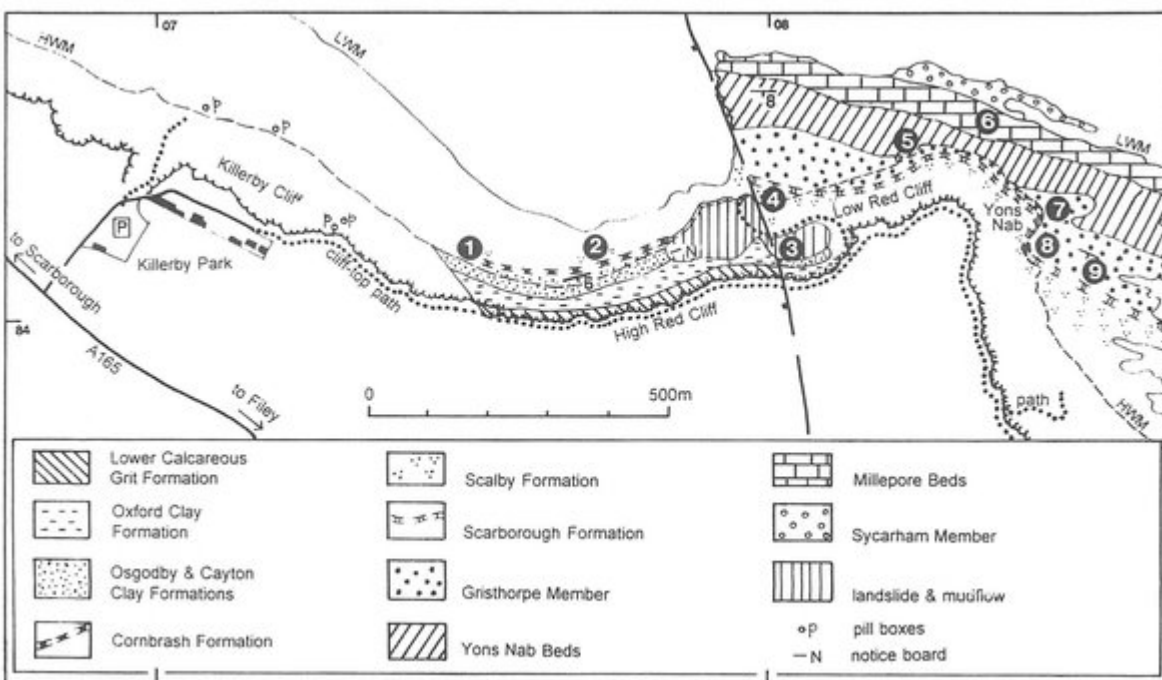 07
08
HWM
LWM
P
P
Killerby Cliff
8
6
5
LWM
P
4
Low Red Cliff
Yons
Nab
7
P
1
2
N
3
8
to Scarborough
Killerby Park
cliff-top path
6
9
84
High Red Cliff
A165
to Filey
0
500m
path
HWM
Lower Calcareous
Grit Formation
Oxford Clay
Formation
Osgodby & Cayton
Clay Formations
Cornbrash Formation
Scalby Formation
Scarborough Formation
Gristhorpe Member
Yons Nab Beds
Millepore Beds
Sycarham Member
landslide & mudflow
P pill boxes
N notice board